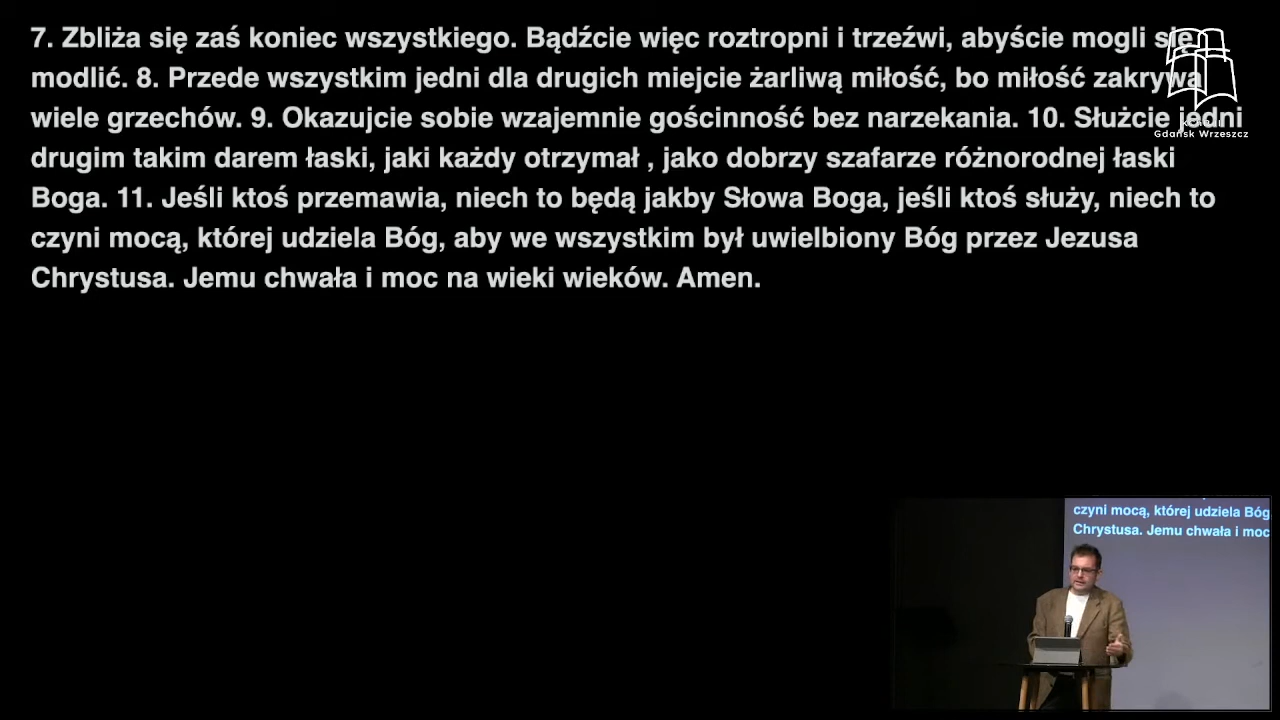 7. Zbliża się zaś koniec wszystkiego. Bądźcie więc roztropni i trzeźwi, abyście mogli się
modlić. 8. Przede wszystkim jedni dla drugich miejcie żarliwą miłość, bo miłość zakrywa
wiele grzechów. 9. Okazujcie sobie wzajemnie gościnność bez narzekania. 10. Służcie jedni
drugim takim darem łaski, jaki każdy otrzymał , jako dobrzy szafarze różnorodnej łaski
Boga. 11. Jeśli ktoś przemawia, niech to będą jakby Słowa Boga, jeśli ktoś służy, niech to
czyni mocą, której udziela Bóg, aby we wszystkim był uwielbiony Bóg przez Jezusa
Chrystusa. Jemu chwała i moc na wieki wieków. Amen.
Gdańsk Wrzeszcz
czyni mocą, której udziela Bóg
Chrystusa. Jemu chwała i moc